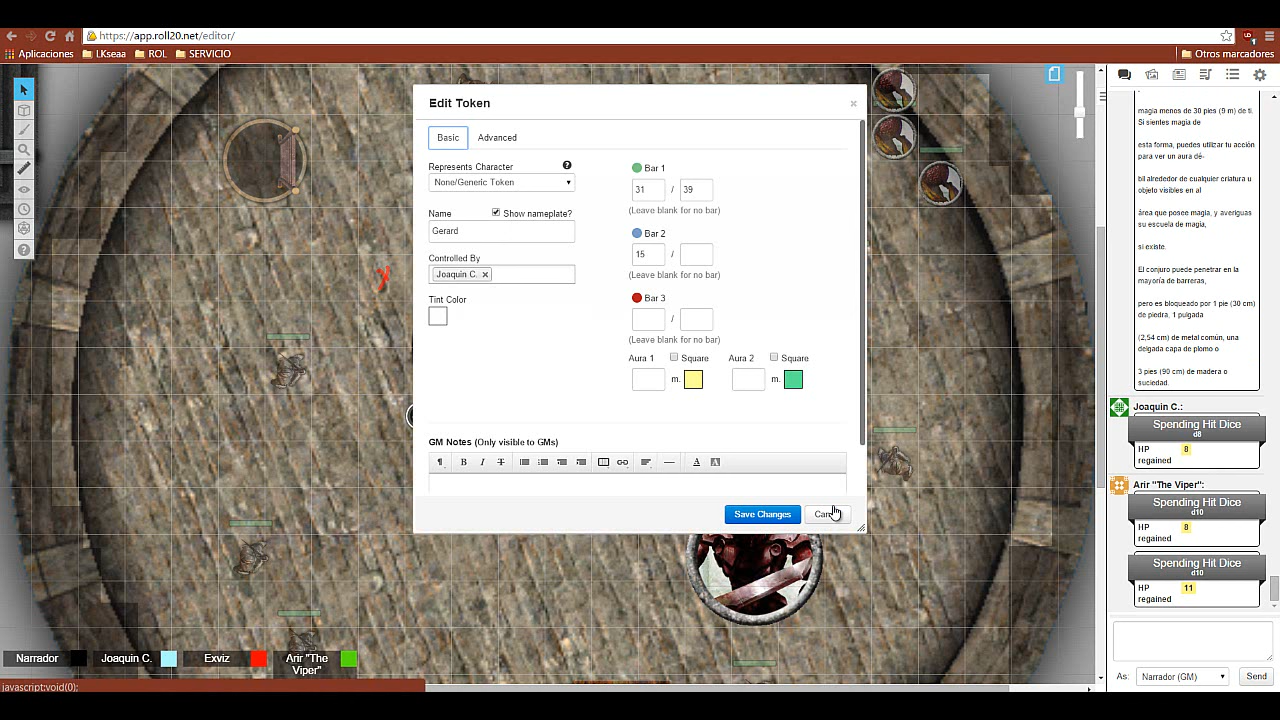 https://app.roll20.net/editor/
Aplicaciones LKseaa ROL SERVICIO Otros marcadores
Edit Token
×
Basic Advanced
Represents Character
None/Generic Token
Name Show nameplate?
Gerard
Controlled By
Joaquin C. ×
Tint Color
Bar 1
31 / 39
(Leave blank for no bar)
Bar 2
15 /
(Leave blank for no bar)
Bar 3
/
(Leave blank for no bar)
Aura 1 Square Aura 2 Square
m. m.
GM Notes (Only visible to GMs)
Save Changes
magia menos de 30 pies (9 m) de ti.
Si sientes magia de
esta forma, puedes utilizar tu acción
para ver un aura dé-
bil alrededor de cualquier criatura u
objeto visibles en al
área que posee magia, y averiguas
su escuela de magia,
si existe.
El conjuro puede penetrar en la
mayoría de barreras,
pero es bloqueado por 1 pie (30 cm)
de piedra, 1 pulgada
(2,54 cm) de metal común, una
delgada capa de plomo o
3 pies (90 cm) de madera o
suciedad.
Joaquin C.:
Spending Hit Dice
d8
HP 8
regained
Arir "The Viper":
Spending Hit Dice
d10
HP 8
regained
Spending Hit Dice
d10
HP 11
regained
As: Narrador (GM) Send
Narrador Joaquin C. Exviz Arir "The
Viper"
javascript:void(0);